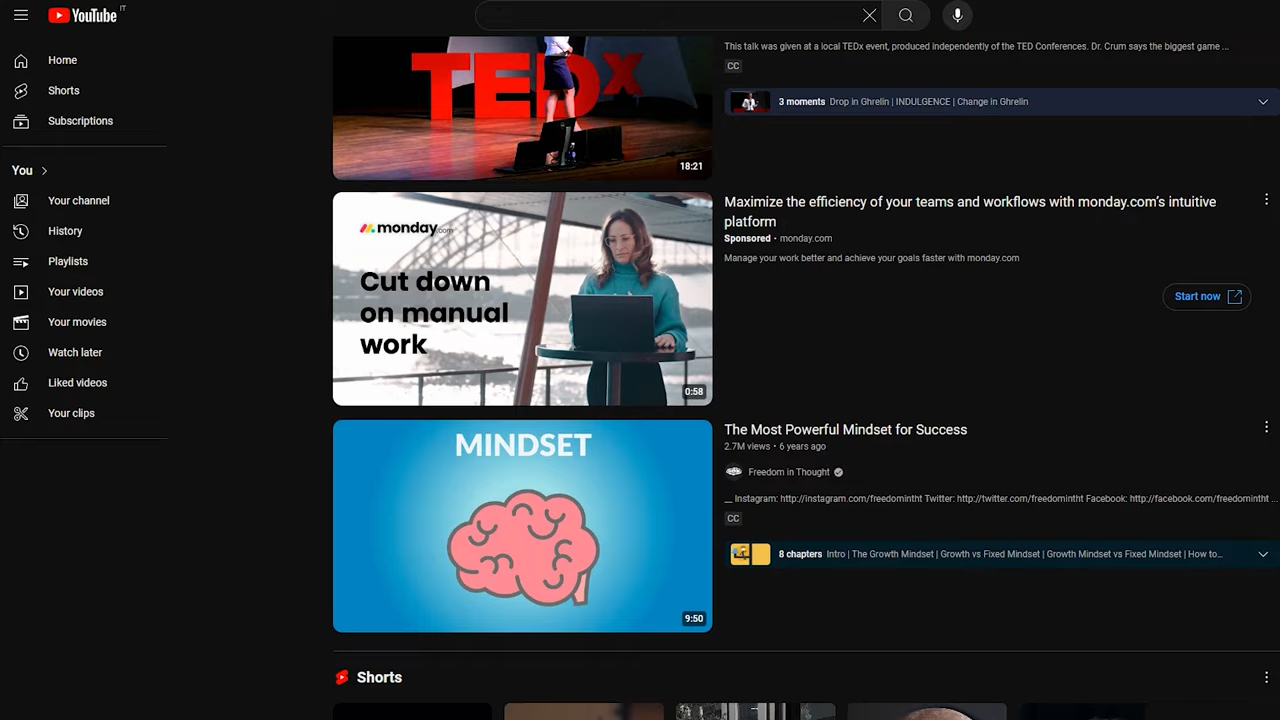 YouTube IT
Home
Shorts
Subscriptions
You
Your channel
History
Playlists
Your videos
Your movies
Watch later
Liked videos
Your clips
TEDx
18:21
This talk was given at a local TEDx event, produced independently of the TED Conferences. Dr. Crum says the biggest game ...
CC
3 moments Drop in Ghrelin | INDULGENCE | Change in Ghrelin
monday.com
Cut down
on manual
work
0:58
Maximize the efficiency of your teams and workflows with monday.com’s intuitive
platform
Sponsored • monday.com
Manage your work better and achieve your goals faster with monday.com
Start now
MINDSET
9:50
The Most Powerful Mindset for Success
2.7M views • 6 years ago
Freedom in Thought
__ Instagram: http://instagram.com/freedomintht Twitter: http://twitter.com/freedomintht Facebook: http://facebook.com/freedomintht ...
CC
8 chapters Intro | The Growth Mindset | Growth vs Fixed Mindset | Growth Mindset vs Fixed Mindset | How to...
Shorts